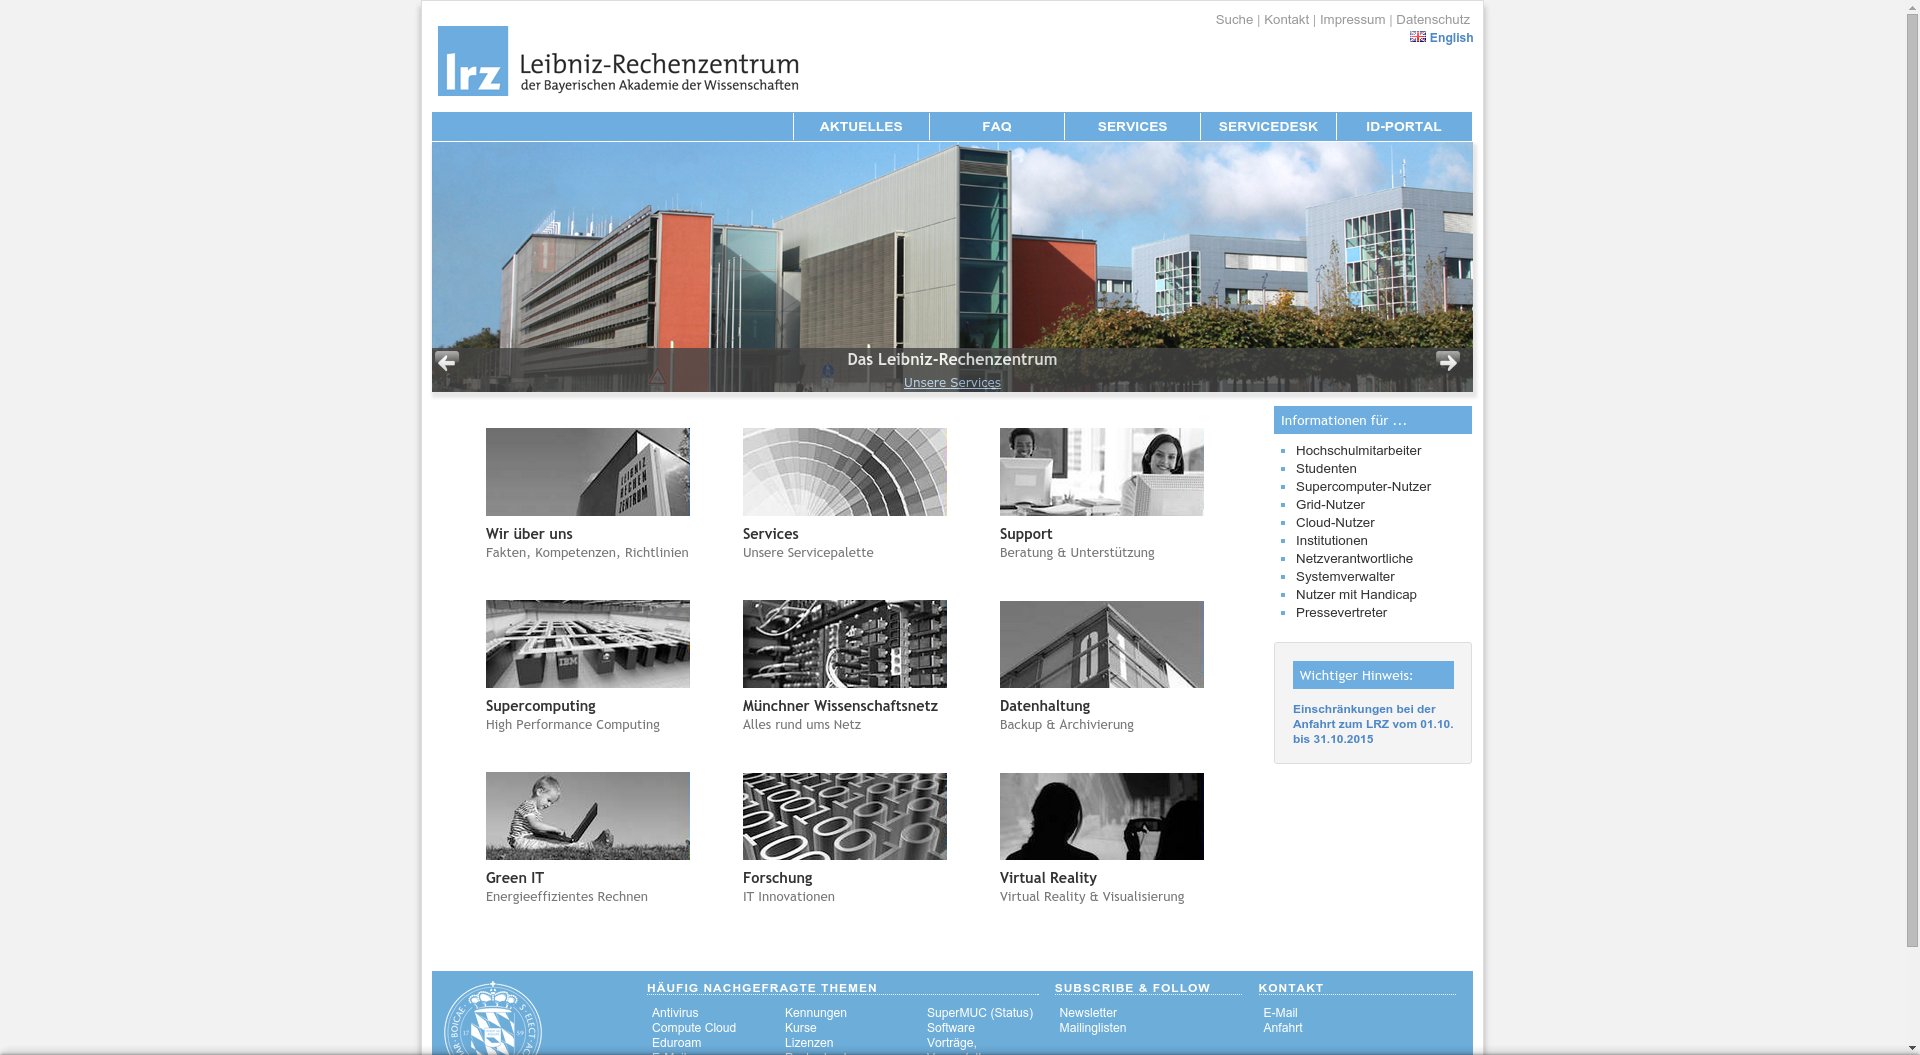 Suche | Kontakt | Impressum | Datenschutz
English
lrz
Leibniz-Rechenzentrum
der Bayerischen Akademie der Wissenschaften
AKTUELLES FAQ SERVICES SERVICEDESK ID-PORTAL
Das Leibniz-Rechenzentrum
Unsere Services
LEIBNIZ
RECHEN
ZENTRUM
Wir über uns
Fakten, Kompetenzen, Richtlinien
Services
Unsere Servicepalette
Support
Beratung & Unterstützung
IBM
Supercomputing
High Performance Computing
Münchner Wissenschaftsnetz
Alles rund ums Netz
01
Datenhaltung
Backup & Archivierung
Green IT
Energieeffizientes Rechnen
Forschung
IT Innovationen
Virtual Reality
Virtual Reality & Visualisierung
Informationen für ...
Hochschulmitarbeiter
Studenten
Supercomputer-Nutzer
Grid-Nutzer
Cloud-Nutzer
Institutionen
Netzverantwortliche
Systemverwalter
Nutzer mit Handicap
Pressevertreter
Wichtiger Hinweis:
Einschränkungen bei der
Anfahrt zum LRZ vom 01.10.
bis 31.10.2015
HÄUFIG NACHGEFRAGTE THEMEN
Antivirus
Compute Cloud
Eduroam
Kennungen
Kurse
Lizenzen
SuperMUC (Status)
Software
Vorträge,
SUBSCRIBE & FOLLOW
Newsletter
Mailinglisten
KONTAKT
E-Mail
Anfahrt